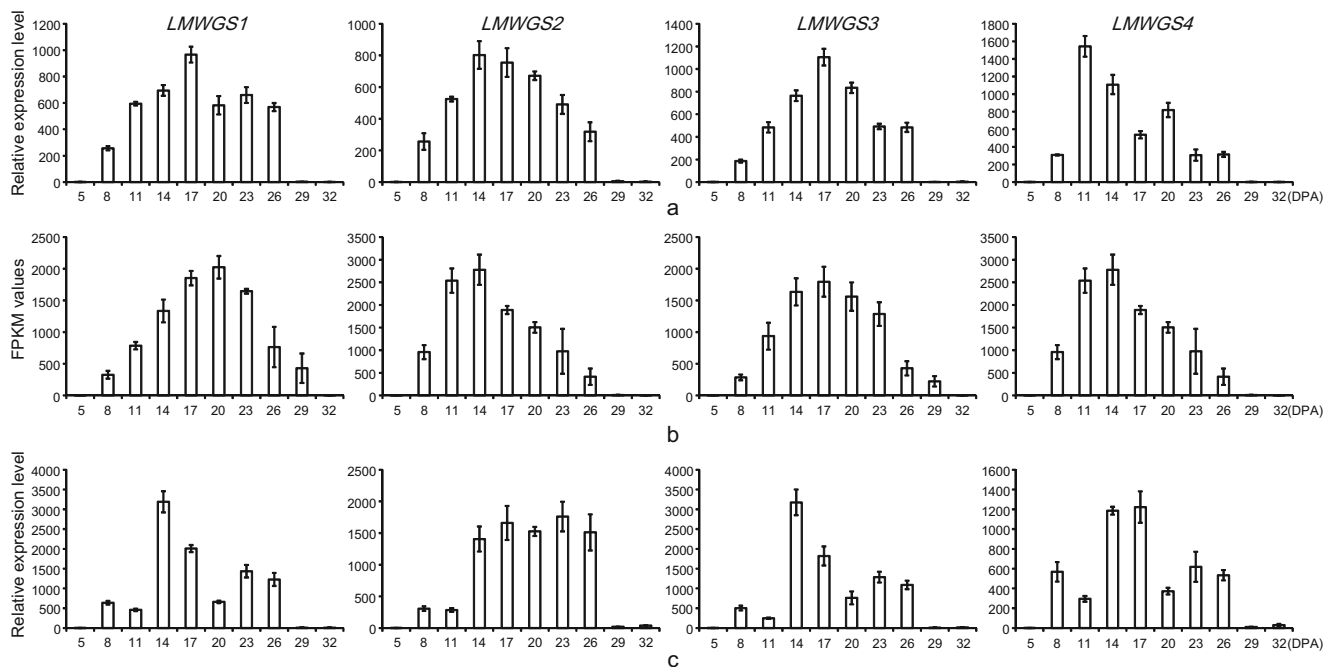 LMWGS1 LMWGS2 LMWGS3 LMWGS4
Relative expression level
1200 1000 800 600 400 200 0
5 8 11 14 17 20 23 26 29 32
1000 800 600 400 200 0
5 8 11 14 17 20 23 26 29 32
1400 1200 1000 800 600 400 200 0
5 8 11 14 17 20 23 26 29 32
1800 1600 1400 1200 1000 800 600 400 200 0
5 8 11 14 17 20 23 26 29 32(DPA)
a
FPKM values
2500 2000 1500 1000 500 0
5 8 11 14 17 20 23 26 29 32
3500 3000 2500 2000 1500 1000 500 0
5 8 11 14 17 20 23 26 29 32
2500 2000 1500 1000 500 0
5 8 11 14 17 20 23 26 29 32
3500 3000 2500 2000 1500 1000 500 0
5 8 11 14 17 20 23 26 29 32(DPA)
b
Relative expression level
4000 3500 3000 2500 2000 1500 1000 500 0
5 8 11 14 17 20 23 26 29 32
2500 2000 1500 1000 500 0
5 8 11 14 17 20 23 26 29 32
4000 3500 3000 2500 2000 1500 1000 500 0
5 8 11 14 17 20 23 26 29 32
1600 1400 1200 1000 800 600 400 200 0
5 8 11 14 17 20 23 26 29 32(DPA)
c